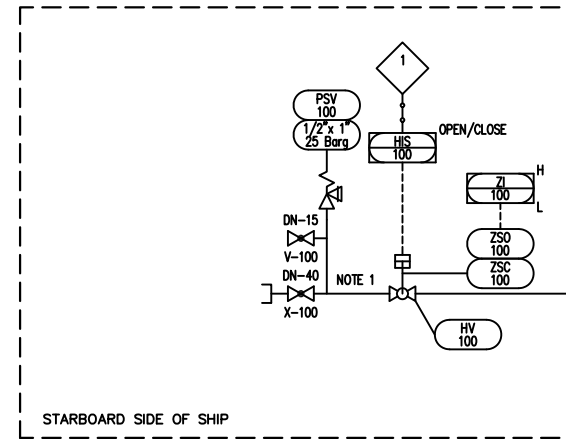 1
PSV
100
1/2"x 1"
25 Barg
OPEN/CLOSE
HIS
100
H
ZI
100
L
DN-15
V-100
ZSO
100
ZSC
100
DN-40
NOTE 1
X-100
HV
100
STARBOARD SIDE OF SHIP